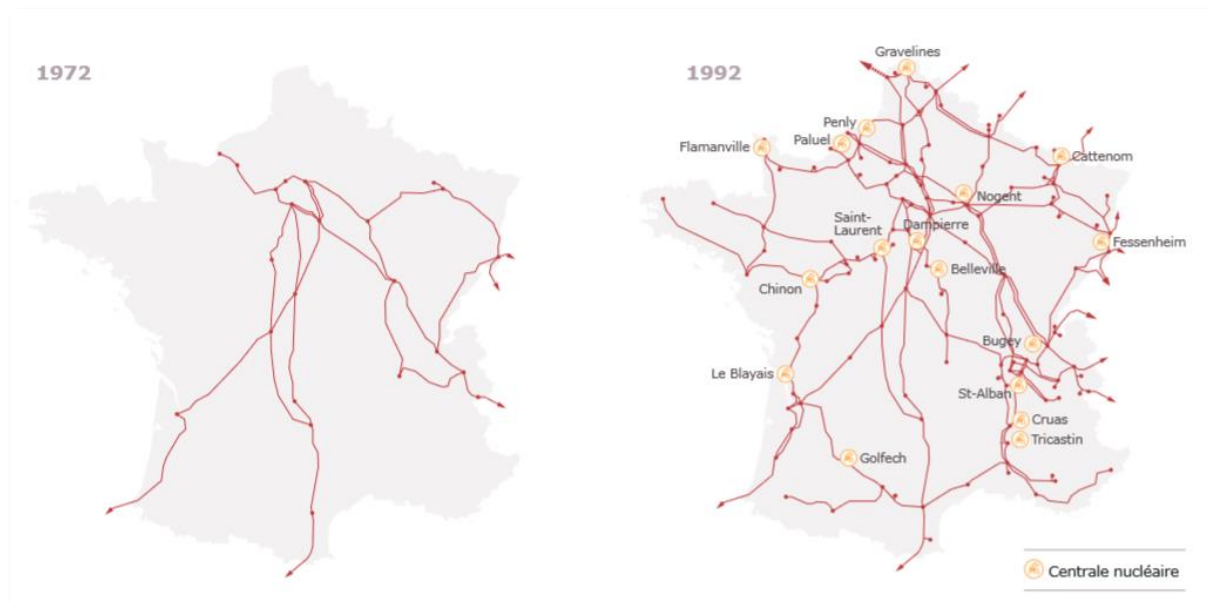 1972
1992
Gravelines
Penly
Paluel
Flamanville
Cattenom
Nogent
Saint-
Laurent
Dampierre
Fessenheim
Belleville
Chinon
Bugey
Le Blayais
St-Alban
Cruas
Tricastin
Golfech
Centrale nucléaire